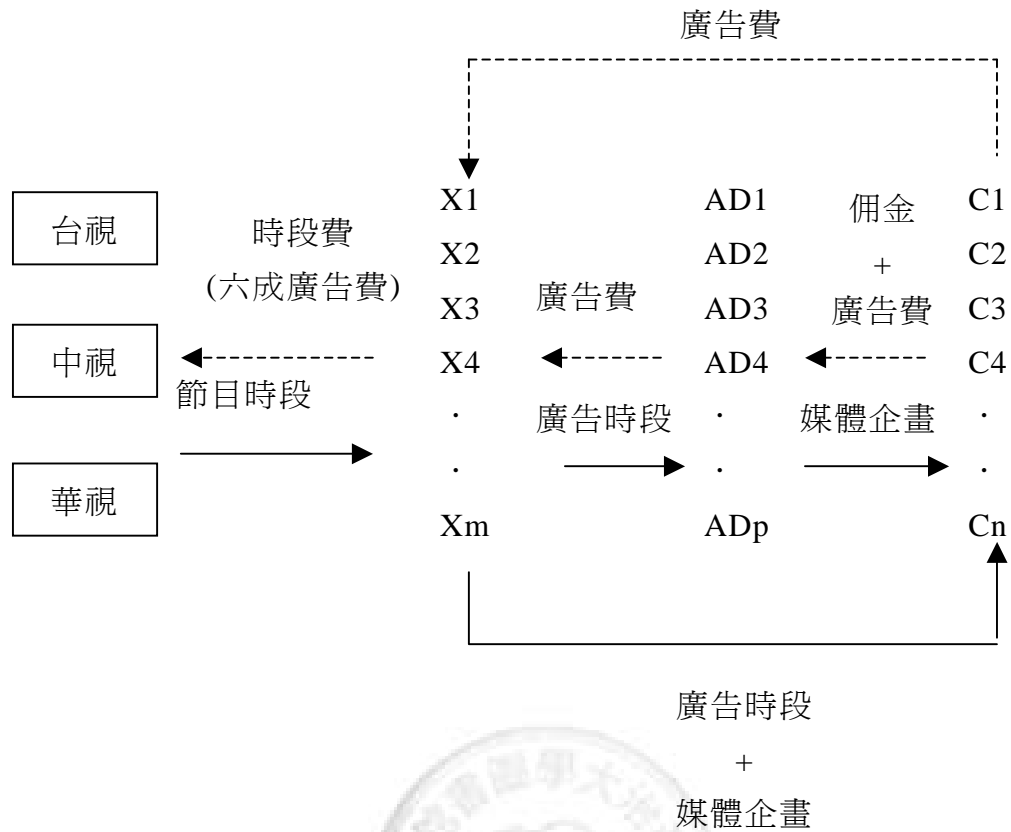 廣告費
台視
中視
華視
時段費
(六成廣告費)
節目時段
X1
X2
X3
X4
.
.
Xm
廣告費
廣告時段
AD1
AD2
AD3
AD4
.
.
ADp
佣金
+
廣告費
媒體企畫
C1
C2
C3
C4
.
.
Cn
廣告時段
+
媒體企畫